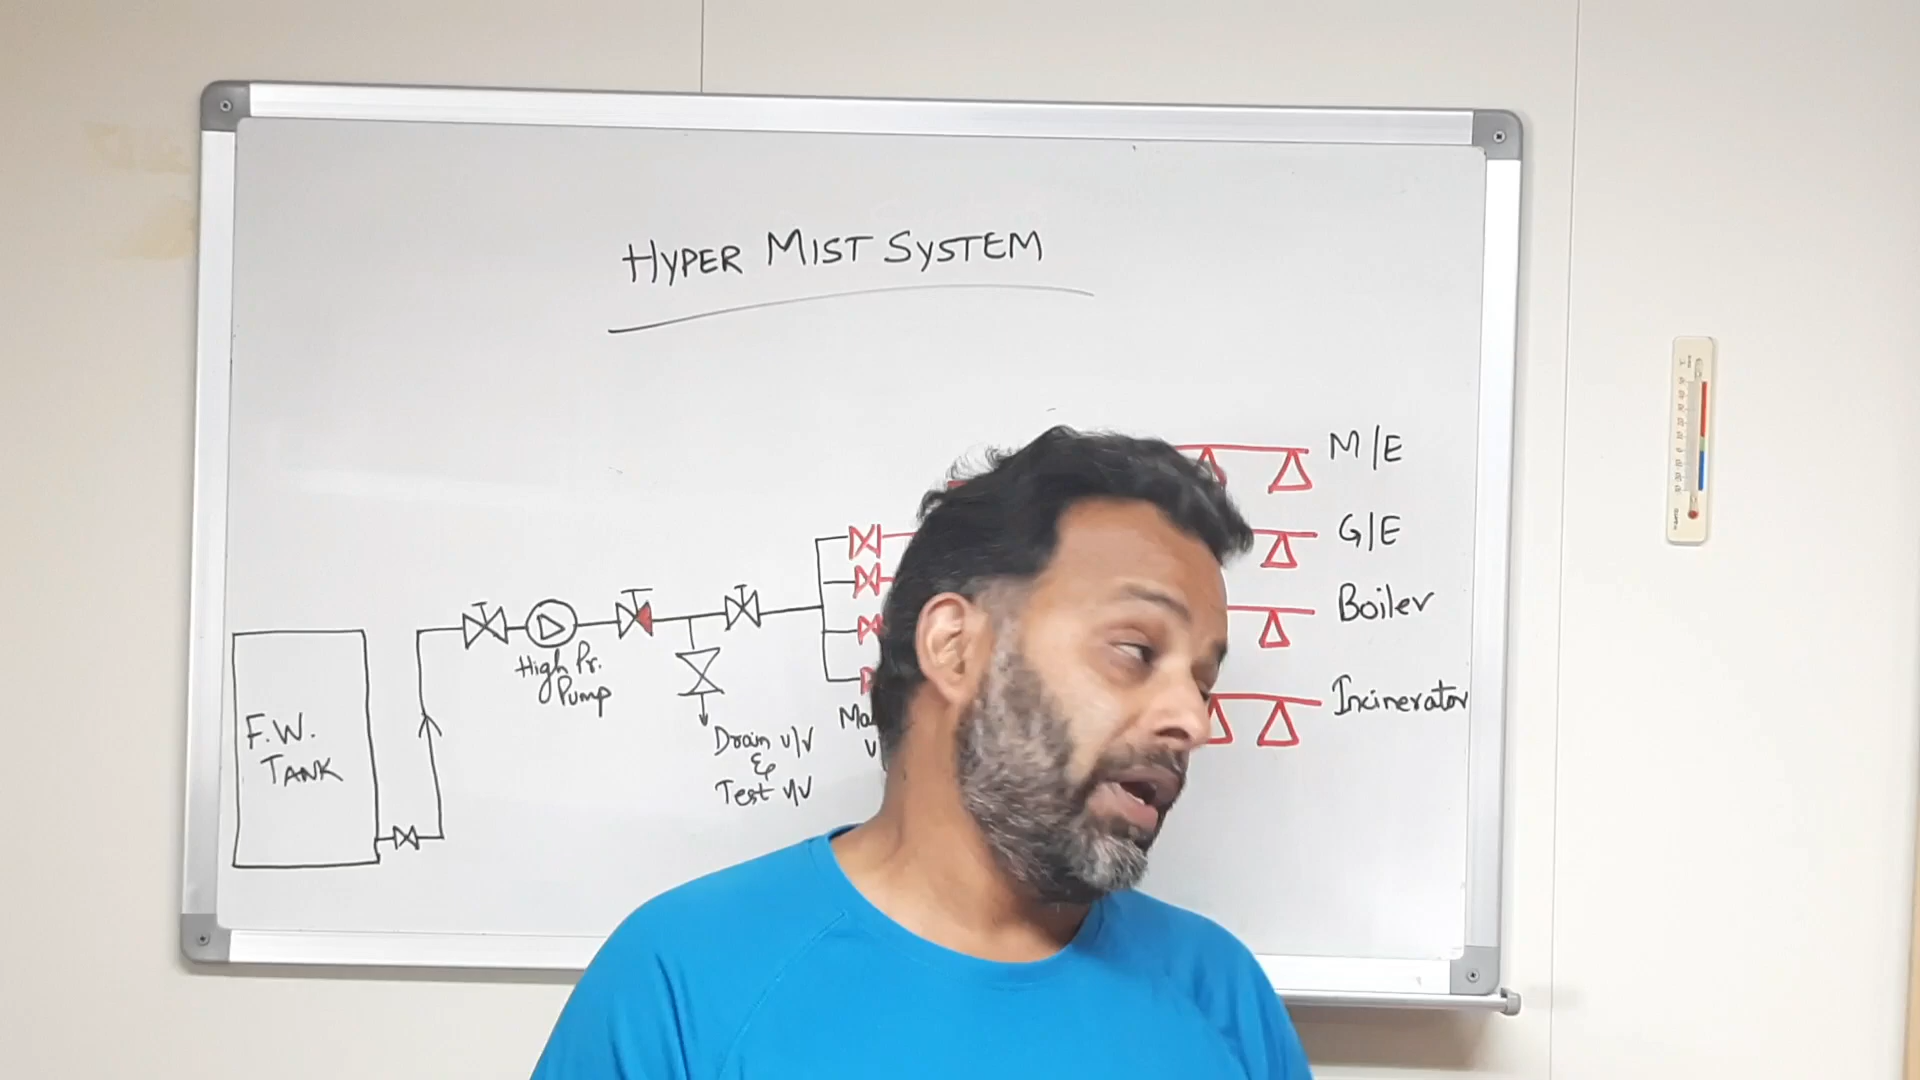 HYPER MIST SYSTEM
M/E
G/E
Boiler
Incinerator
High Pr.
Pump
F.W.
TANK
Drain v/v
&
Test v/v